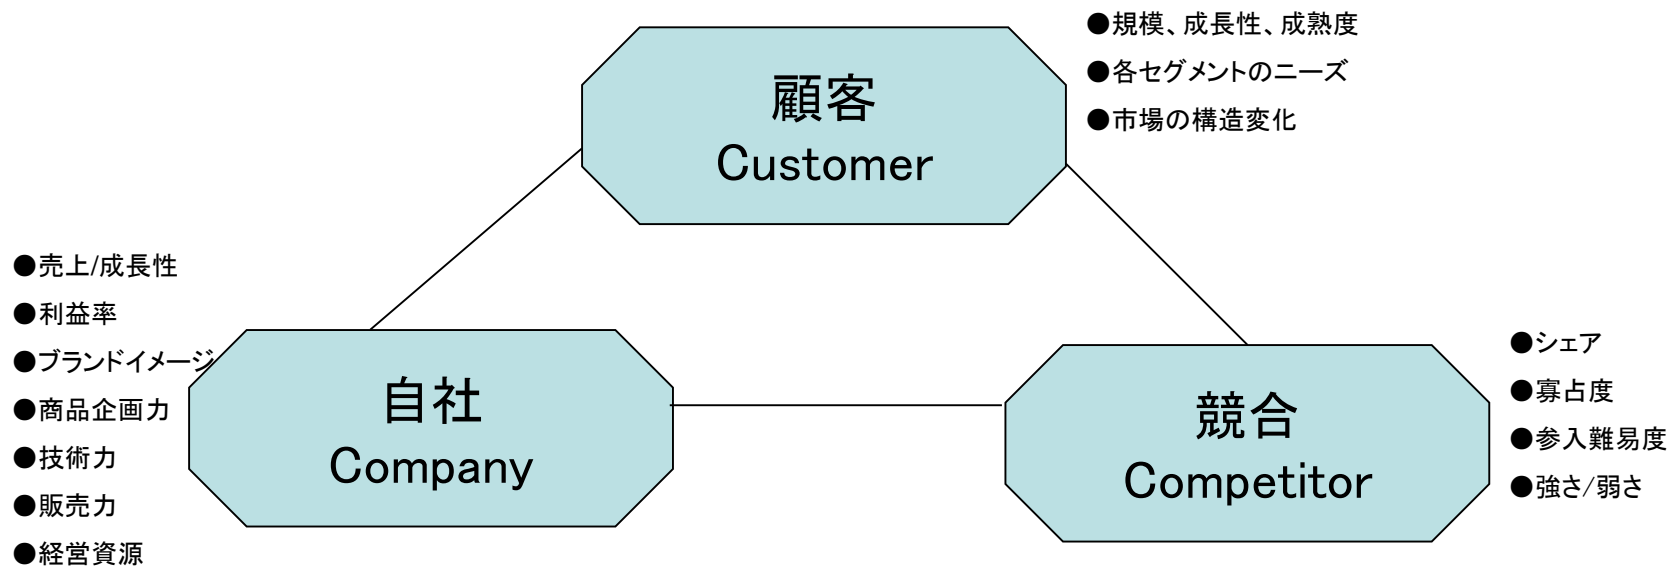 顧客
Customer
●規模、成長性、成熟度
●各セグメントのニーズ
●市場の構造変化
●売上/成長性
●利益率
●ブランドイメージ
●商品企画力
●技術力
●販売力
●経営資源
自社
Company
競合
Competitor
●シェア
●寡占度
●参入難易度
●強さ/弱さ